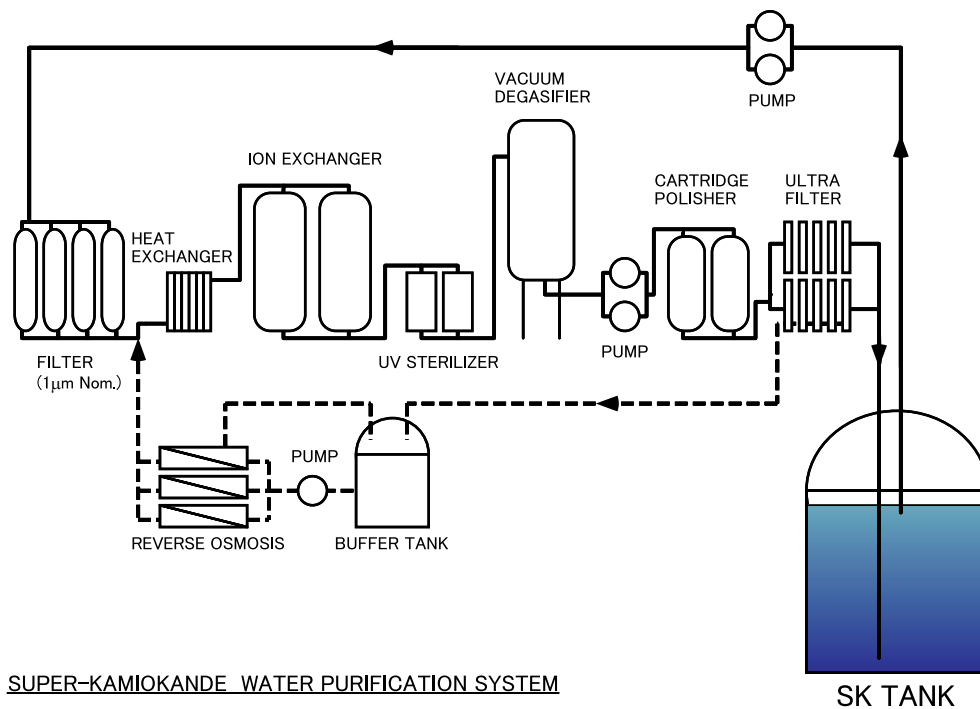 PUMP
VACUUM
DEGASIFIER
ION EXCHANGER
CARTRIDGE
POLISHER
ULTRA
FILTER
HEAT
EXCHANGER
PUMP
FILTER
(1μm Nom.)
UV STERILIZER
PUMP
REVERSE OSMOSIS
BUFFER TANK
SUPER-KAMIOKANDE WATER PURIFICATION SYSTEM
SK TANK